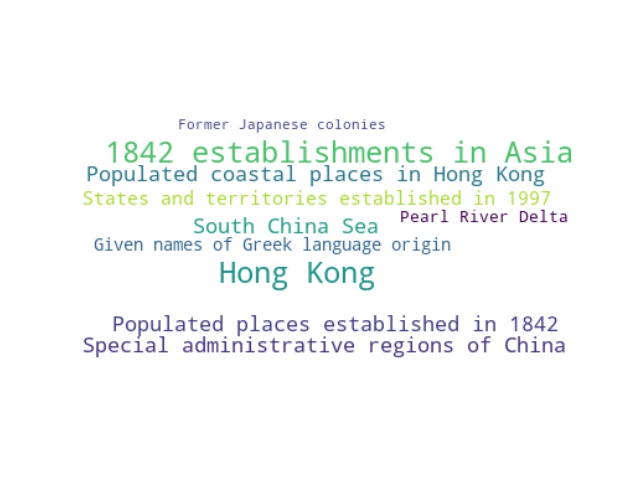 Former Japanese colonies
1842 establishments in Asia
Populated coastal places in Hong Kong
States and territories established in 1997
Pearl River Delta
South China Sea
Given names of Greek language origin
Hong Kong
Populated places established in 1842
Special administrative regions of China